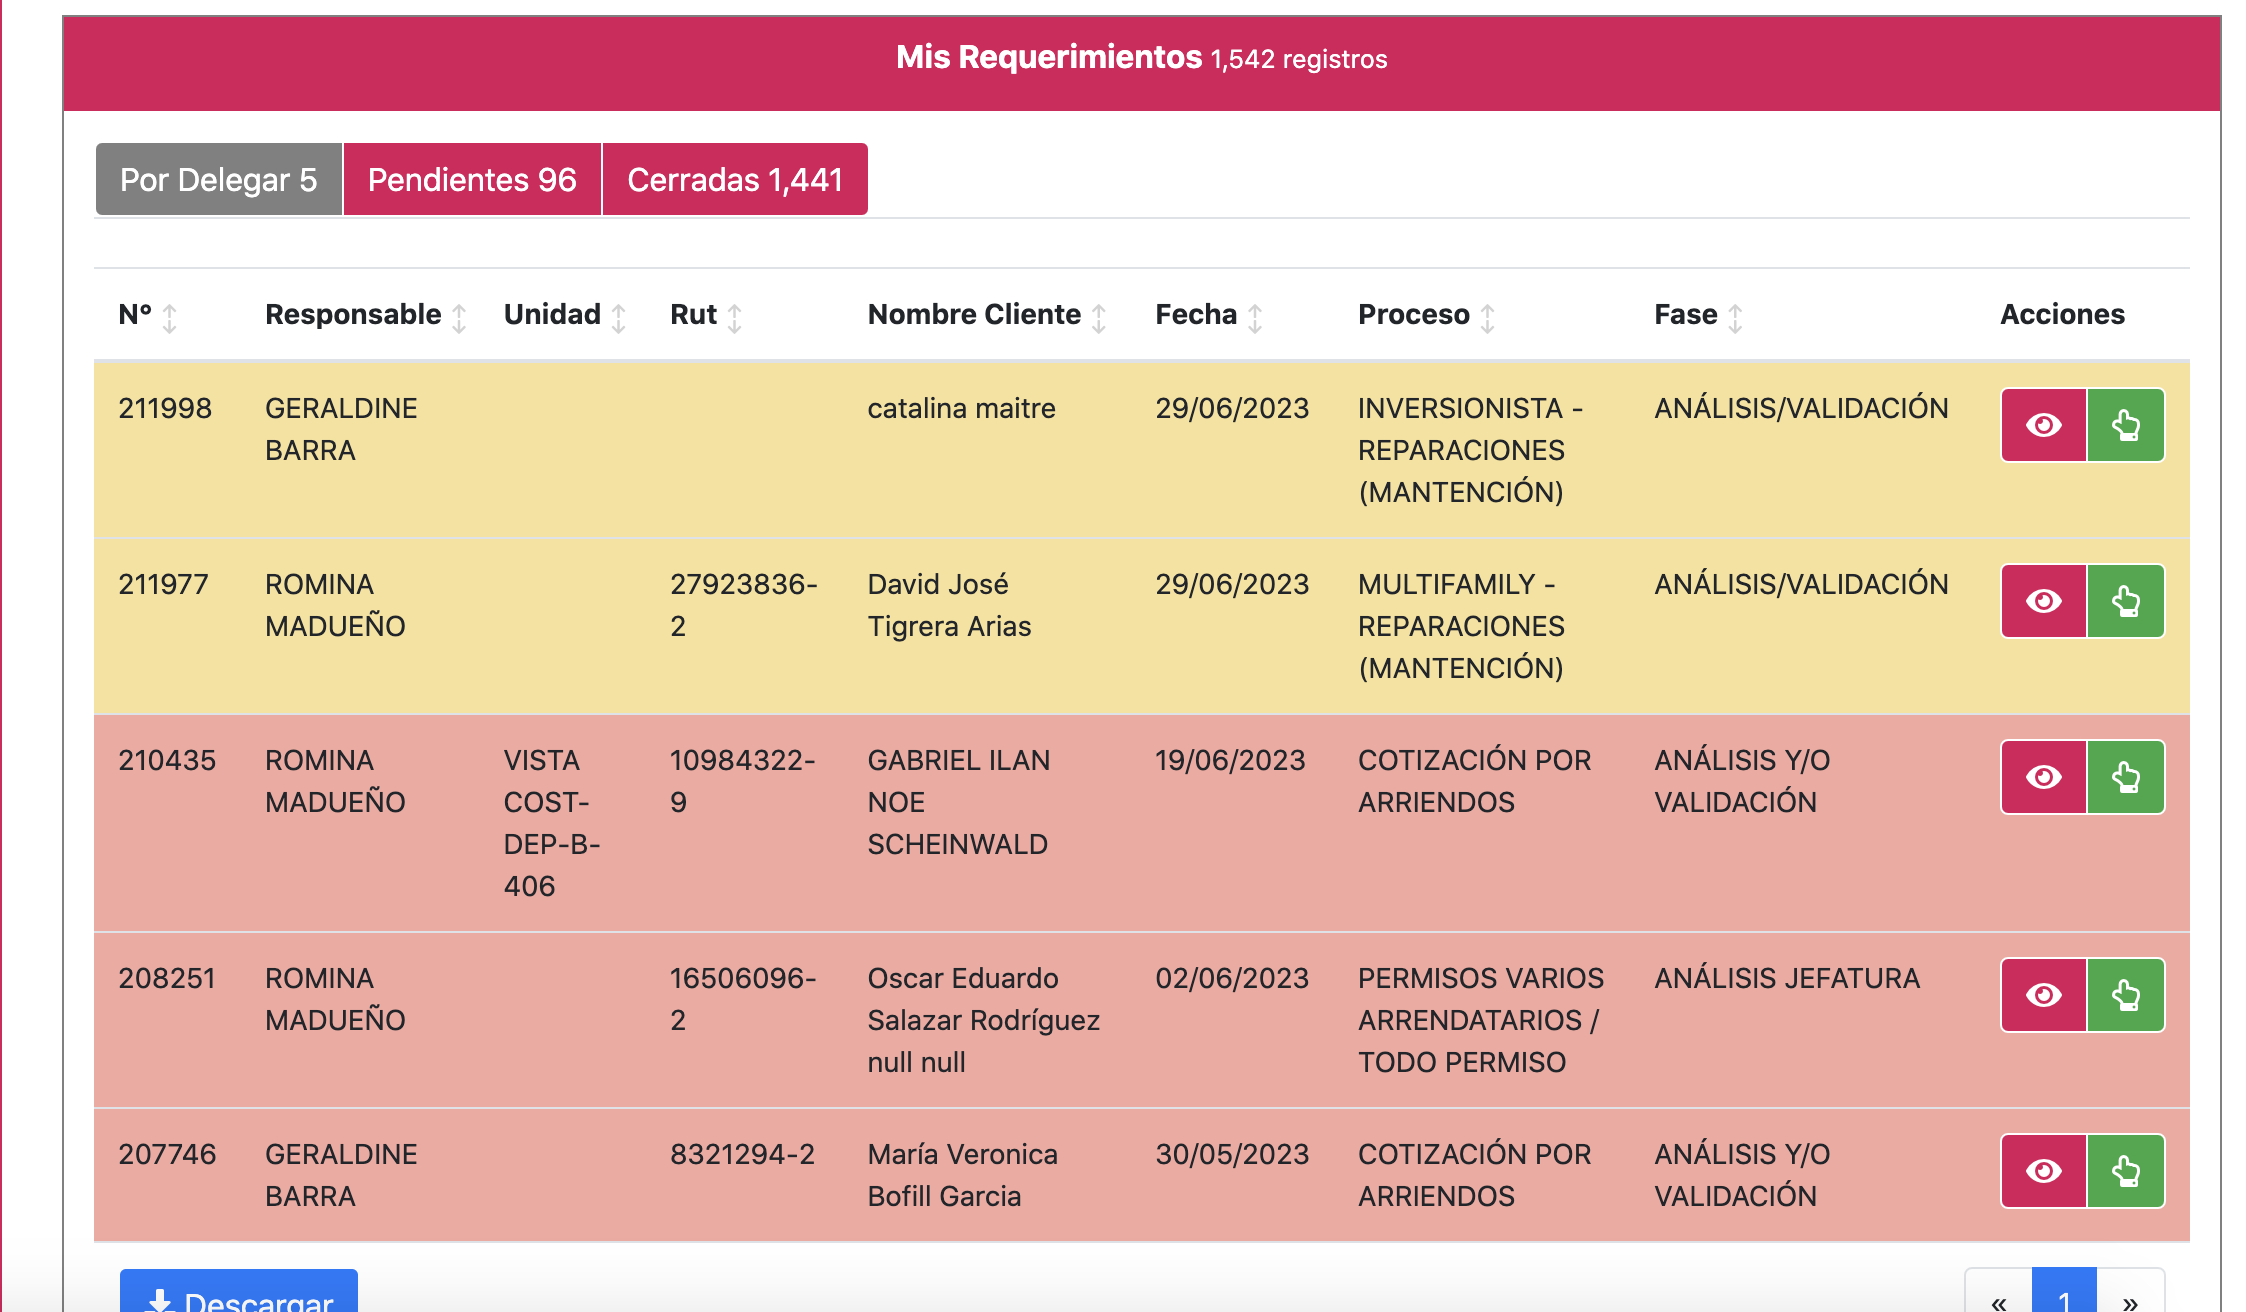 Mis Requerimientos 1,542 registros
Por Delegar 5 Pendientes 96 Cerradas 1,441
N° Responsable Unidad Rut Nombre Cliente Fecha Proceso Fase Acciones
211998 GERALDINE catalina maitre 29/06/2023 INVERSIONISTA - ANÁLISIS/VALIDACIÓN
BARRA REPARACIONES
(MANTENCIÓN)
211977 ROMINA 27923836- David José 29/06/2023 MULTIFAMILY - ANÁLISIS/VALIDACIÓN
MADUEÑO 2 Tigrera Arias REPARACIONES
(MANTENCIÓN)
210435 ROMINA VISTA 10984322- GABRIEL ILAN 19/06/2023 COTIZACIÓN POR ANÁLISIS Y/O
MADUEÑO COST- 9 NOE ARRIENDOS VALIDACIÓN
DEP-B- SCHEINWALD
406
208251 ROMINA 16506096- Oscar Eduardo 02/06/2023 PERMISOS VARIOS ANÁLISIS JEFATURA
MADUEÑO 2 Salazar Rodríguez ARRENDATARIOS /
null null TODO PERMISO
207746 GERALDINE 8321294-2 María Veronica 30/05/2023 COTIZACIÓN POR ANÁLISIS Y/O
BARRA Bofill Garcia ARRIENDOS VALIDACIÓN
Descargar « 1 »